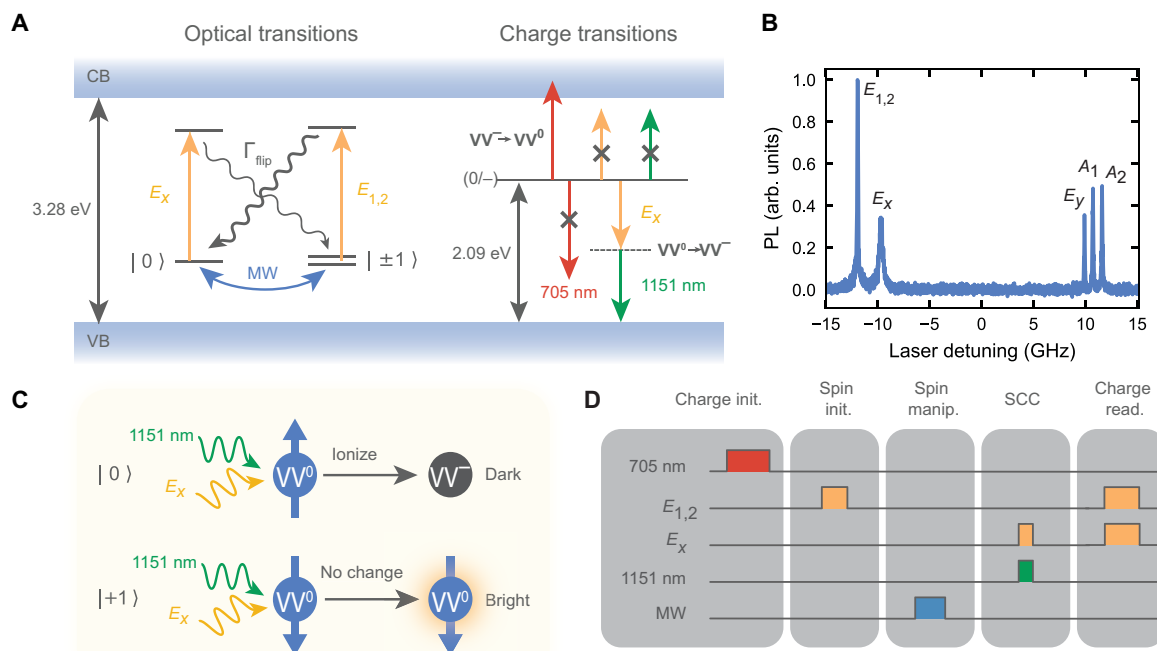 A
Optical transitions
Charge transitions
CB
3.28 eV
Γflip
Ex
E1,2
| 0 ⟩
| ±1 ⟩
MW
VB
VV⁻→ VV⁰
(0/–)
2.09 eV
Ex
VV⁰→VV⁻
705 nm
1151 nm
B
PL (arb. units)
1.0
0.8
0.6
0.4
0.2
0.0
E1,2
Ex
Ey
A1
A2
−15 −10 −5 0 5 10 15
Laser detuning (GHz)
C
1151 nm
| 0 ⟩
Ex
VV⁰
Ionize
VV⁻
Dark
1151 nm
|+1 ⟩
Ex
VV⁰
No change
VV⁰
Bright
D
Charge init.
Spin init.
Spin manip.
SCC
Charge read.
705 nm
E1,2
Ex
1151 nm
MW